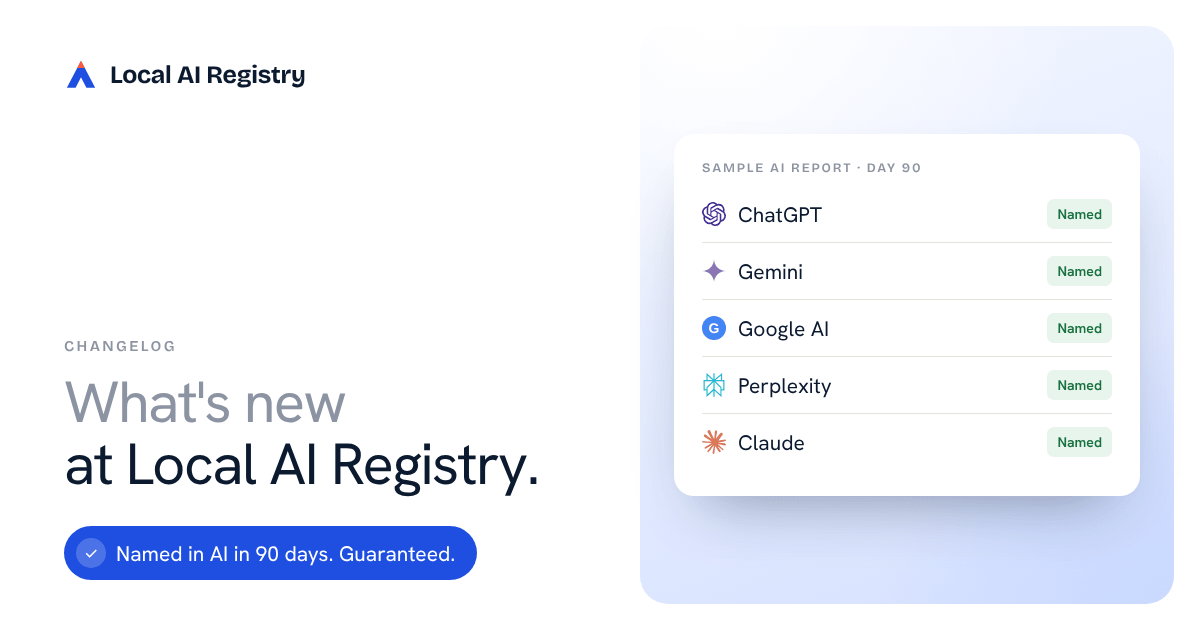 Local AI Registry
CHANGELOG
What's new
at Local AI Registry.
Named in AI in 90 days. Guaranteed.
SAMPLE AI REPORT · DAY 90
ChatGPT Named
Gemini Named
G Google AI Named
Perplexity Named
Claude Named